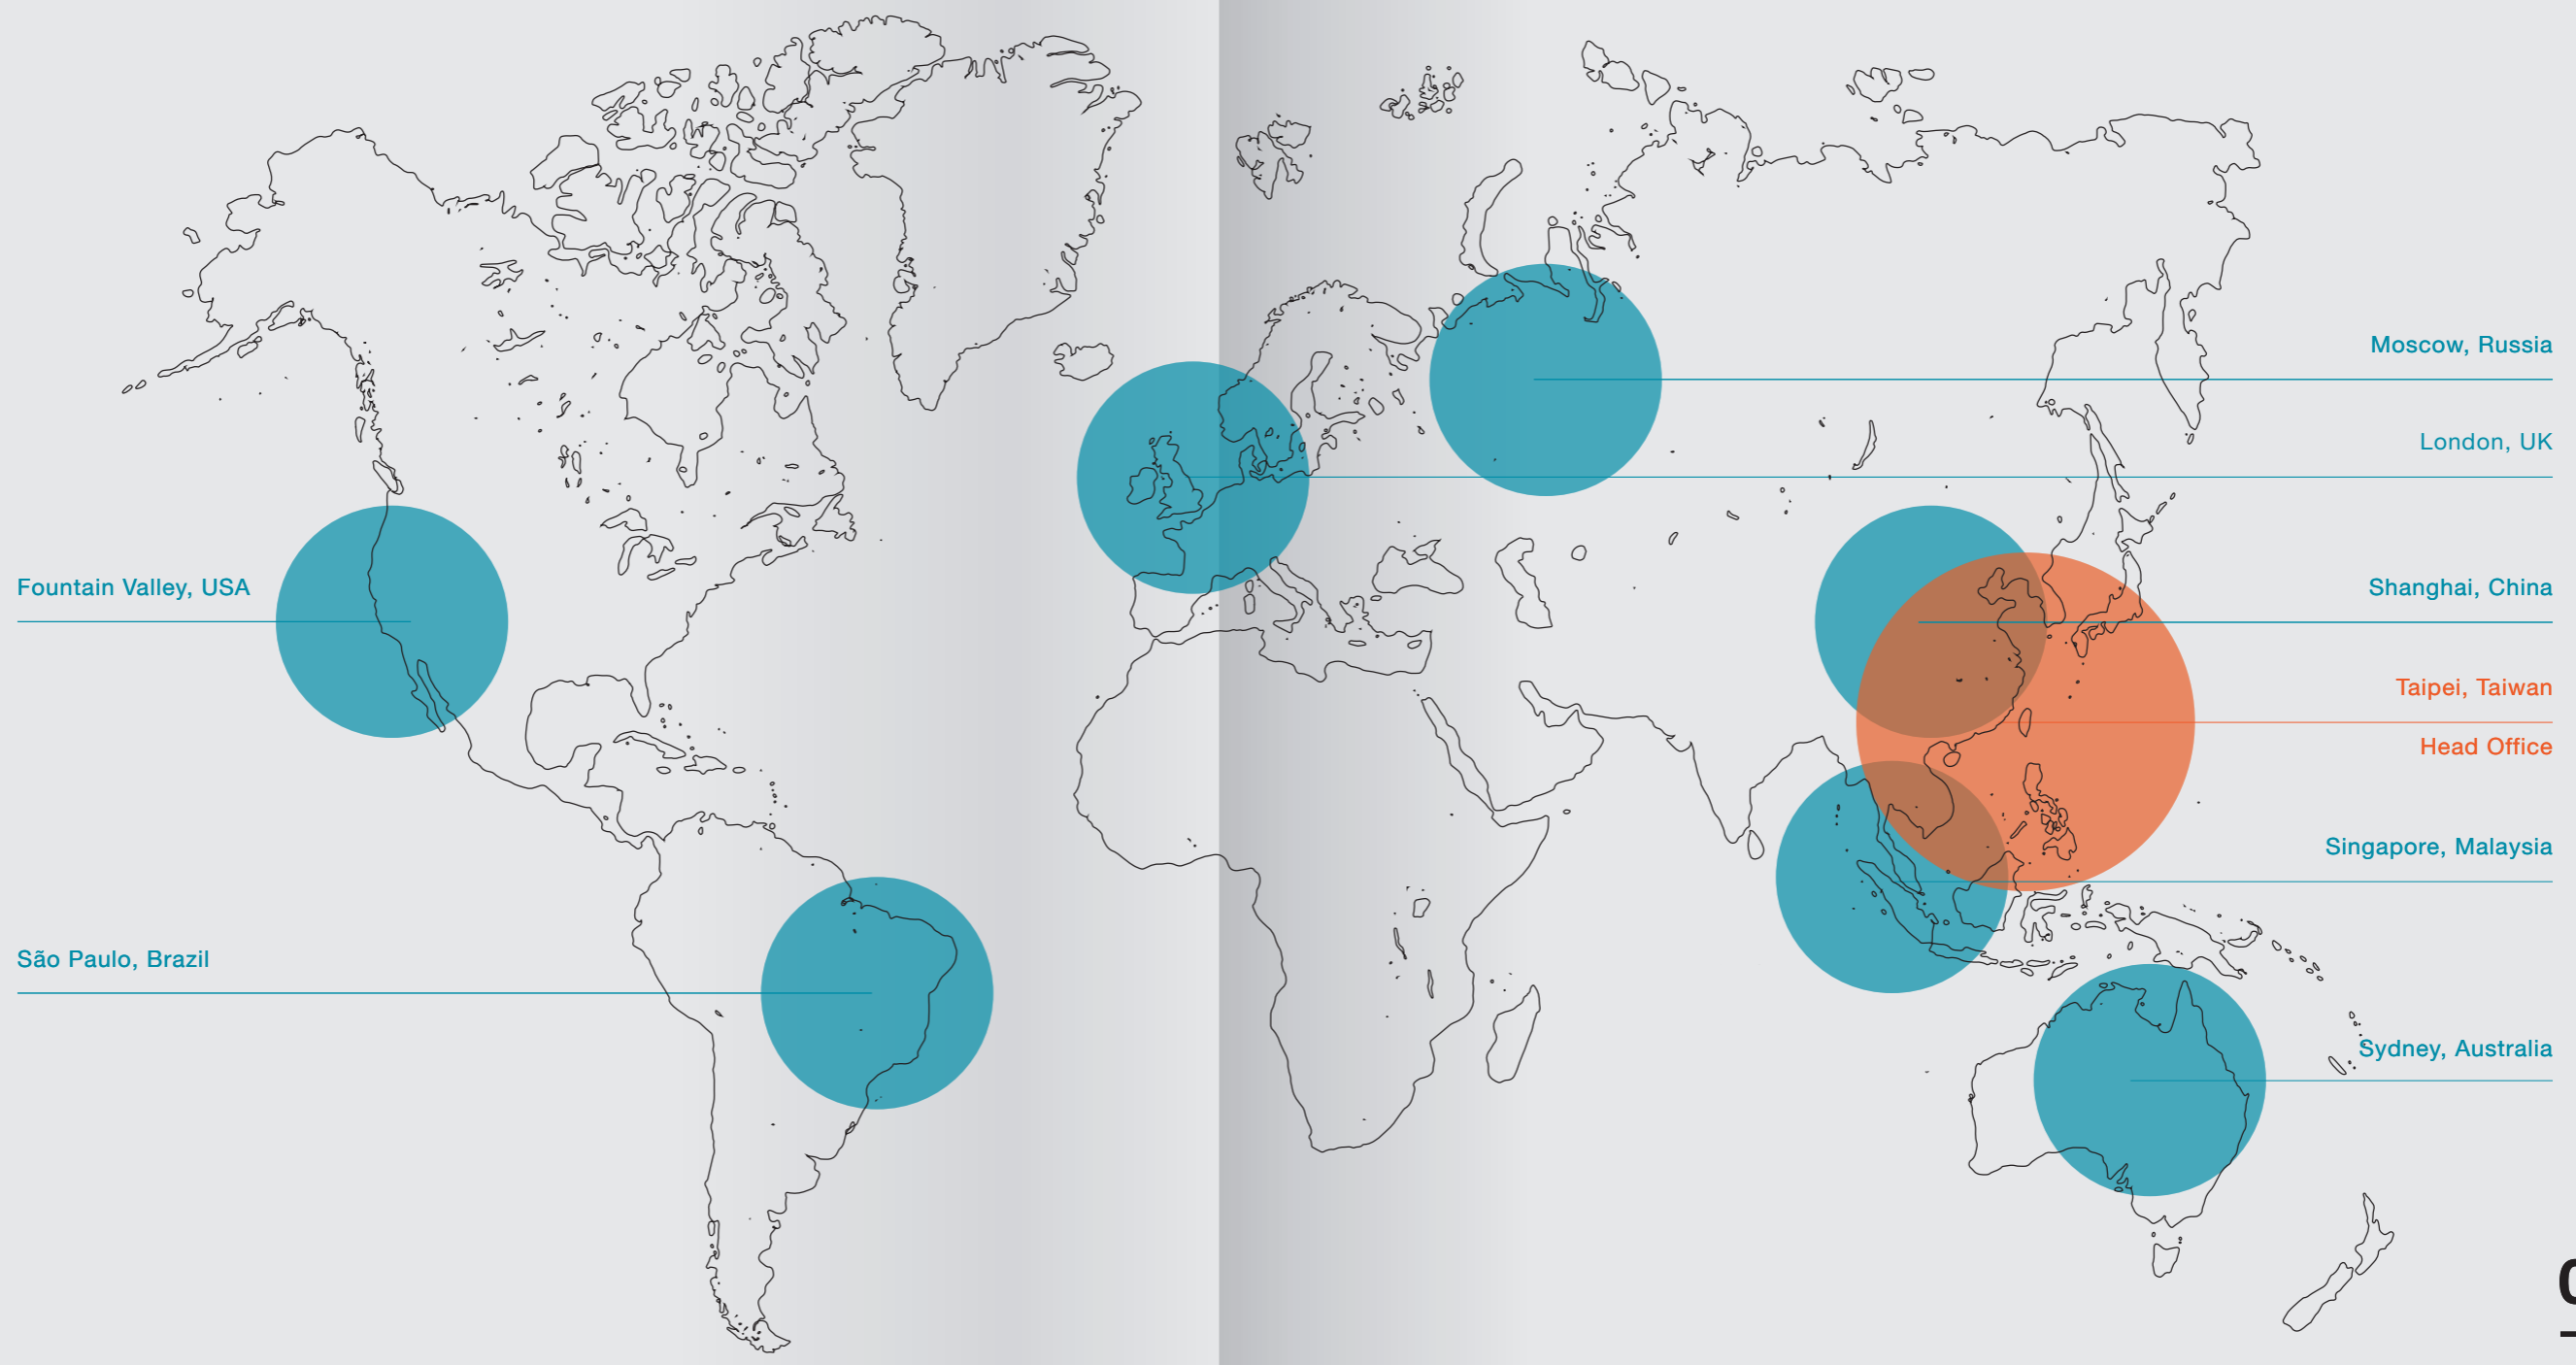 Moscow, Russia
London, UK
Fountain Valley, USA
Shanghai, China
Taipei, Taiwan
Head Office
Singapore, Malaysia
São Paulo, Brazil
Sydney, Australia